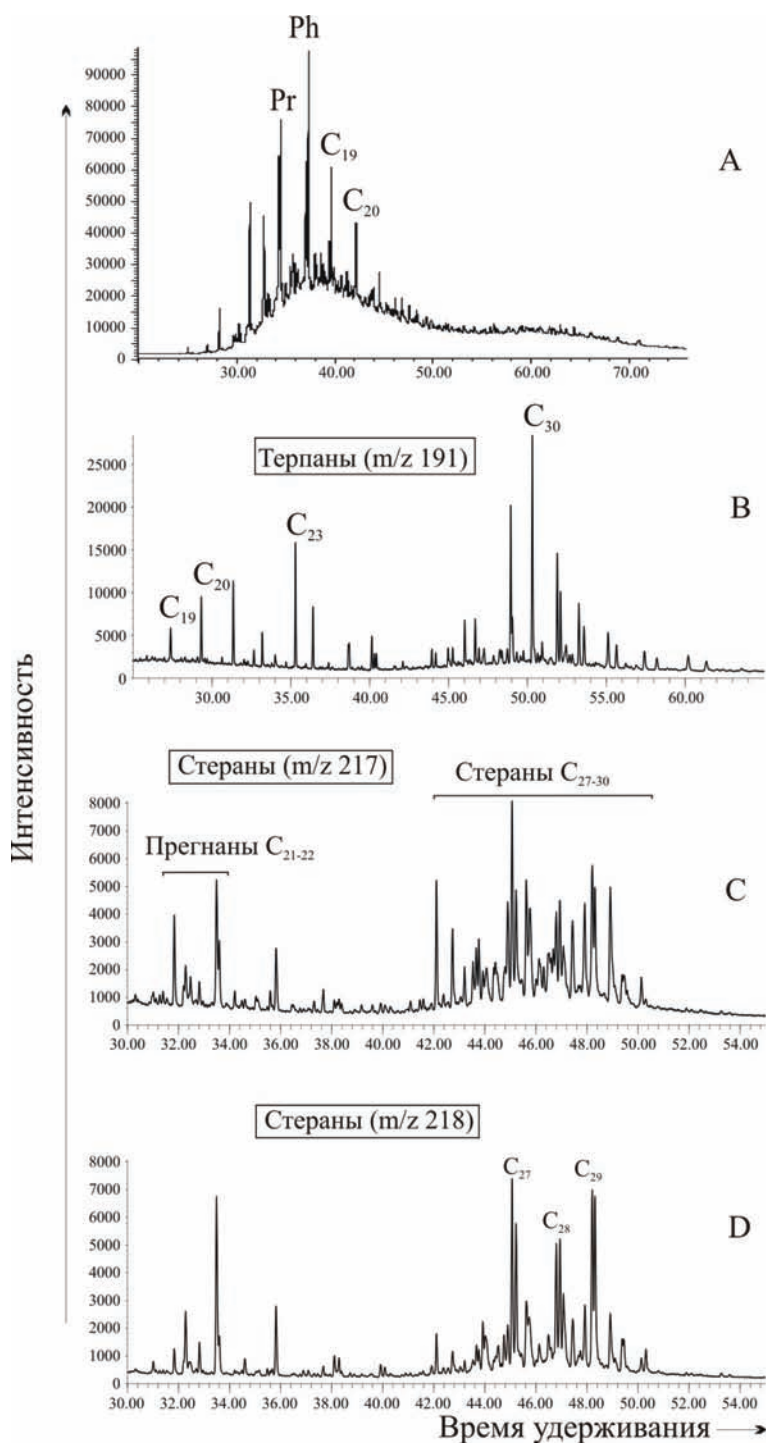 Ph
Pr
C19
C20
A
90000
80000
70000
60000
50000
40000
30000
20000
10000
0
30.00 40.00 50.00 60.00 70.00
Терпаны (m/z 191)
C30
B
C23
C20
C19
25000
20000
15000
10000
5000
0
30.00 35.00 40.00 45.00 50.00 55.00 60.00
Интенсивность
Стераны (m/z 217)
Стераны C27-30
Прегнаны C21-22
C
8000
7000
6000
5000
4000
3000
2000
1000
0
30.00 32.00 34.00 36.00 38.00 40.00 42.00 44.00 46.00 48.00 50.00 52.00 54.00
Стераны (m/z 218)
C27
C28
C29
D
8000
7000
6000
5000
4000
3000
2000
1000
0
30.00 32.00 34.00 36.00 38.00 40.00 42.00 44.00 46.00 48.00 50.00 52.00 54.00
Время удерживания